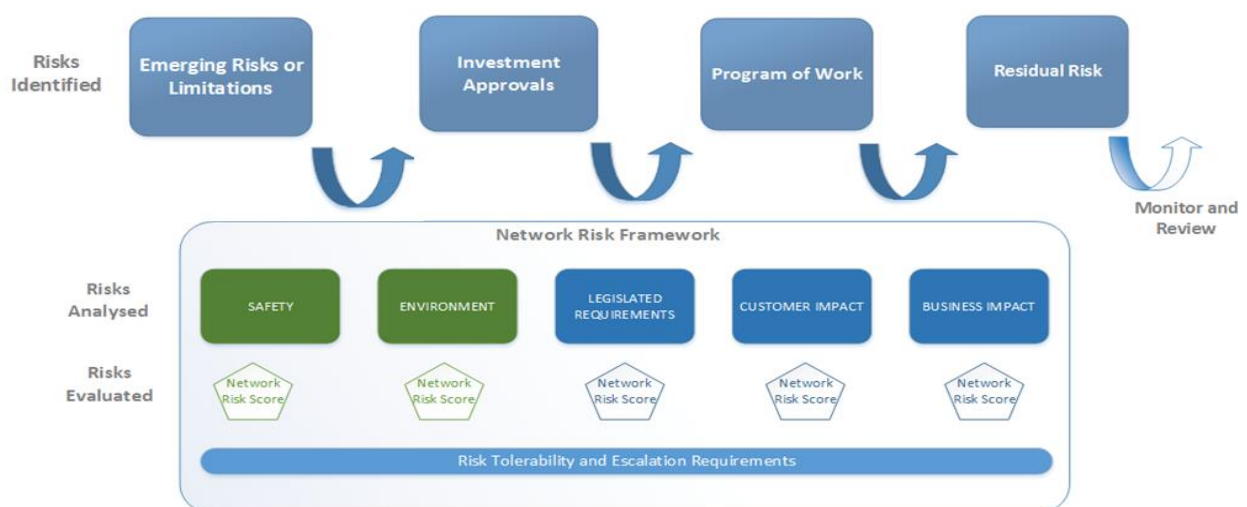 Risks
Identified
Emerging Risks or
Limitations
Investment
Approvals
Program of Work
Residual Risk
Monitor and
Review
Network Risk Framework
Risks
Analysed
SAFETY
ENVIRONMENT
LEGISLATED
REQUIREMENTS
CUSTOMER IMPACT
BUSINESS IMPACT
Risks
Evaluated
Network
Risk Score
Network
Risk Score
Network
Risk Score
Network
Risk Score
Network
Risk Score
Risk Tolerability and Escalation Requirements